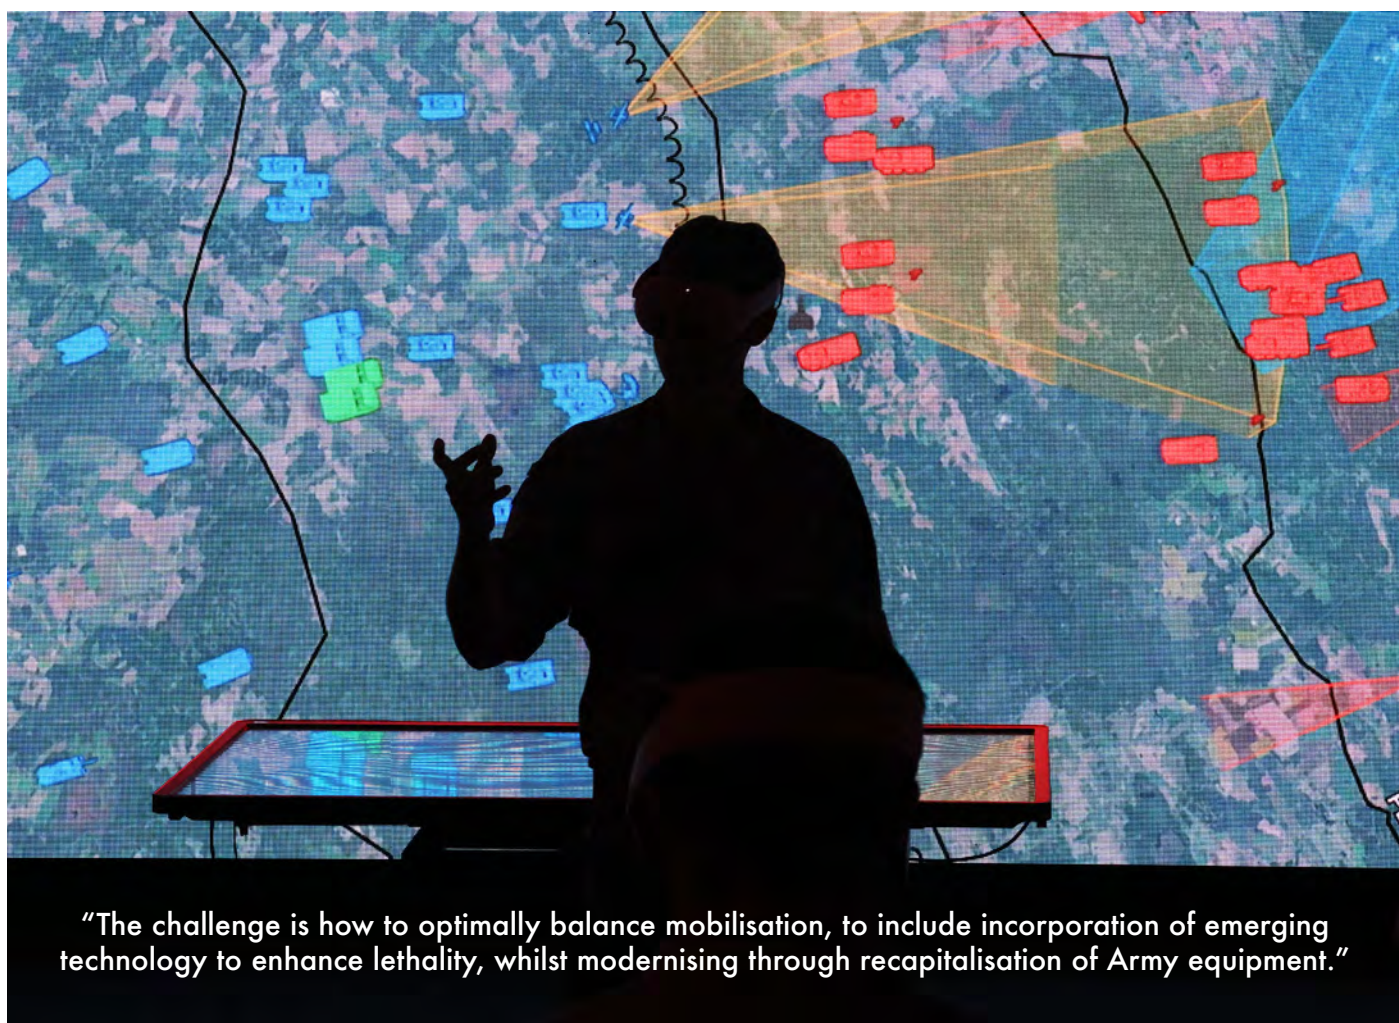 “The challenge is how to optimally balance mobilisation, to include incorporation of emerging
technology to enhance lethality, whilst modernising through recapitalisation of Army equipment.”